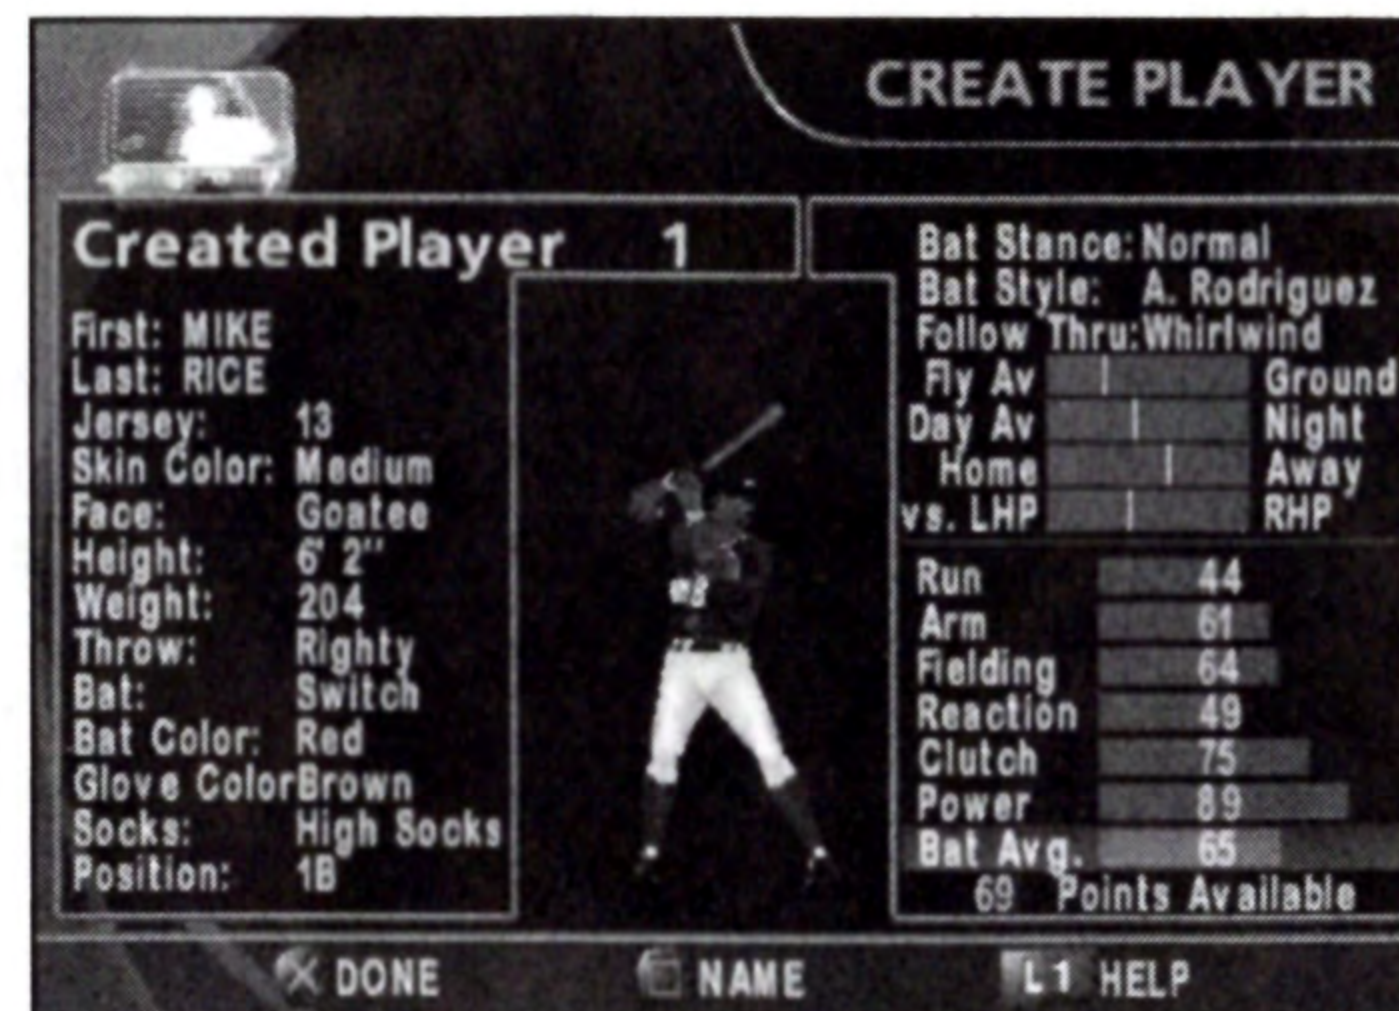 CREATE PLAYER
Created Player 1
First: MIKE
Last: RICE
Jersey: 13
Skin Color: Medium
Face: Goatee
Height: 6' 2"
Weight: 204
Throw: Righty
Bat: Switch
Bat Color: Red
Glove ColorBrown
Socks: High Socks
Position: 1B
Bat Stance: Normal
Bat Style: A. Rodriguez
Follow Thru: Whirlwind
Fly Av Ground
Day Av Night
Home Away
vs. LHP RHP
Run 44
Arm 61
Fielding 64
Reaction 49
Clutch 75
Power 89
Bat Avg. 65
69 Points Available
DONE
NAME
L1 HELP